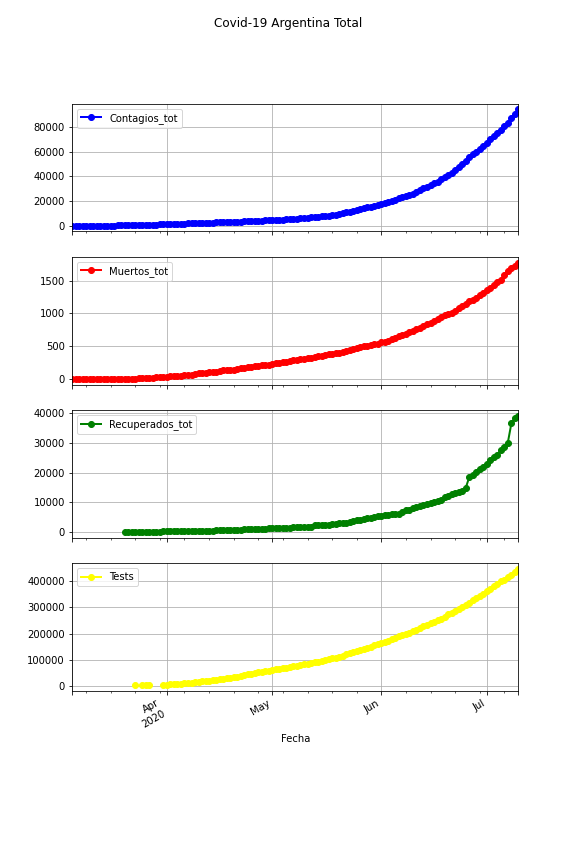 Covid-19 Argentina Total
Contagios_tot
80000
60000
40000
20000
0
Muertos_tot
1500
1000
500
0
Recuperados_tot
40000
30000
20000
10000
0
Tests
400000
300000
200000
100000
0
Apr
2020
May
Jun
Jul
Fecha